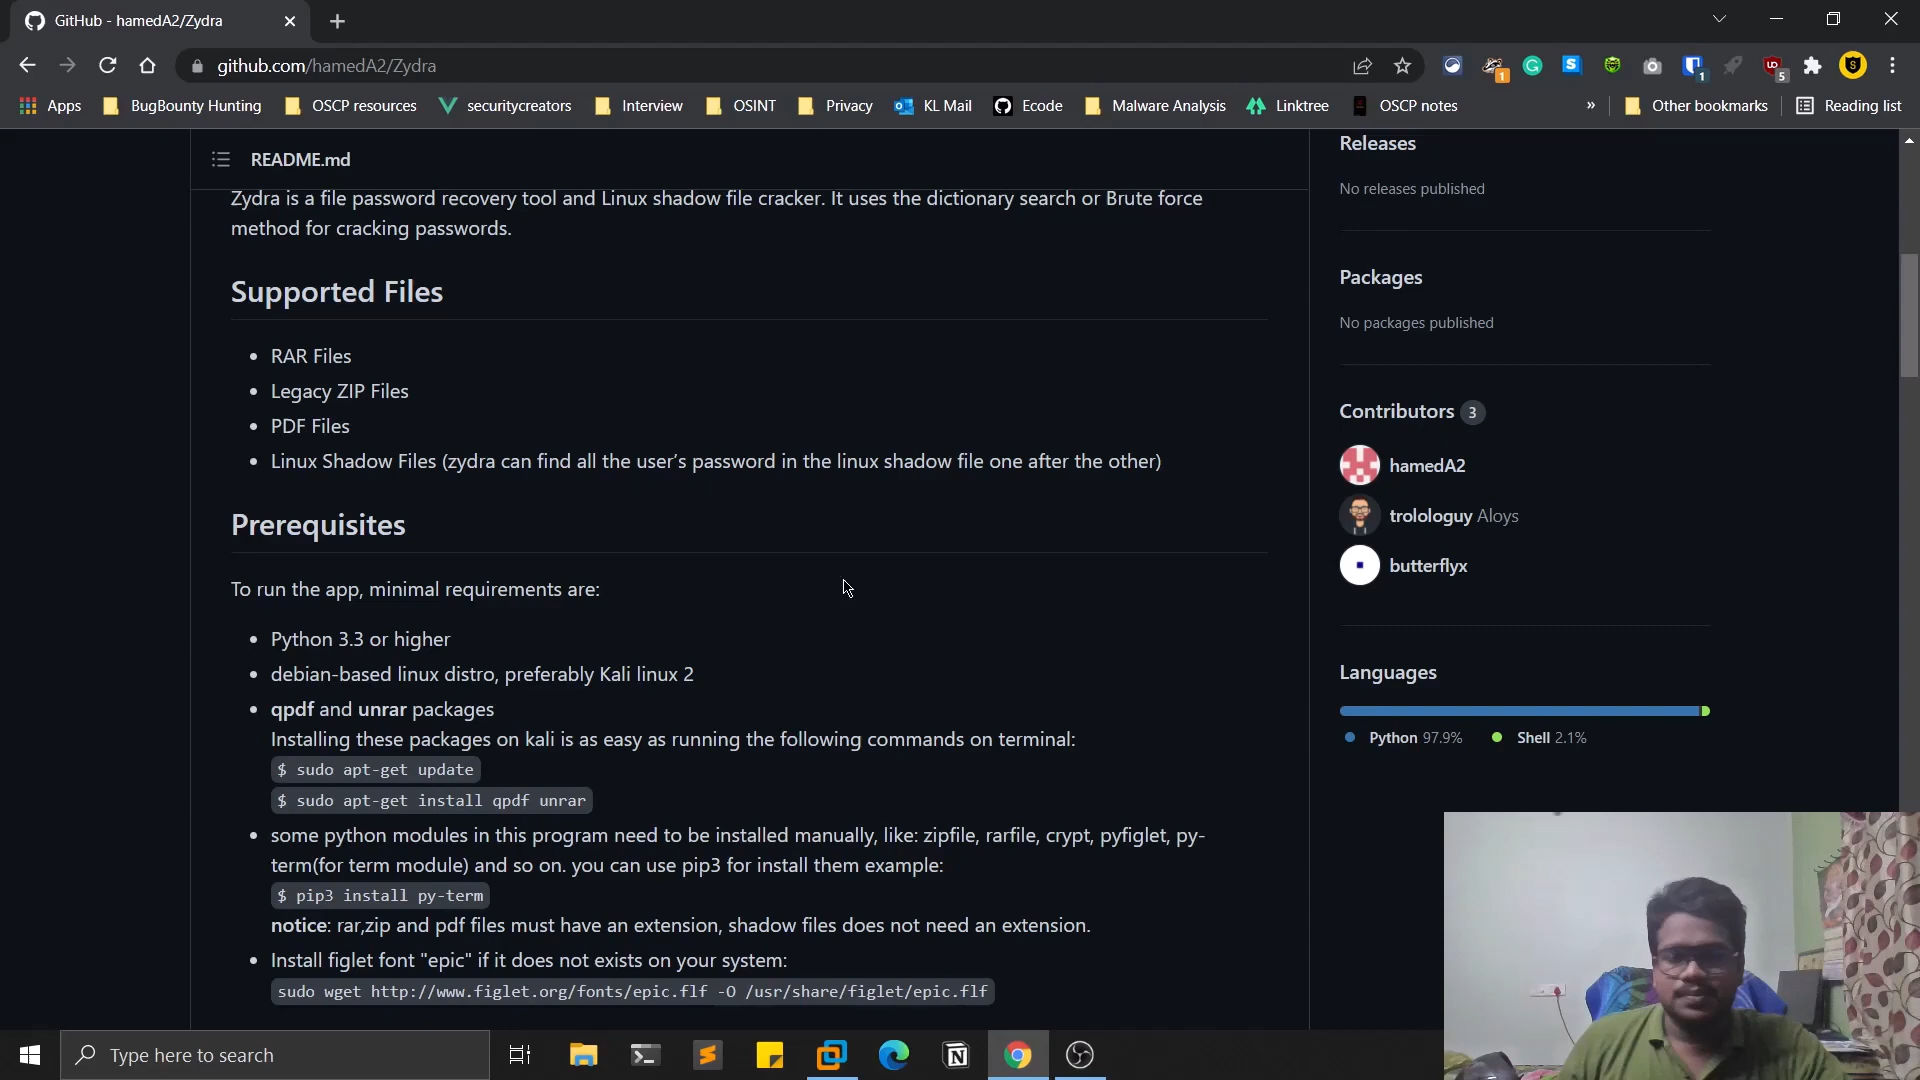 GitHub - hamedA2/Zydra
github.com/hamedA2/Zydra
1
1
5
Apps
BugBounty Hunting
OSCP resources
securitycreators
Interview
OSINT
Privacy
KL Mail
Ecode
Malware Analysis
Linktree
OSCP notes
»
Other bookmarks
Reading list
README.md
Zydra is a file password recovery tool and Linux shadow file cracker. It uses the dictionary search or Brute force
method for cracking passwords.
Supported Files
RAR Files
Legacy ZIP Files
PDF Files
Linux Shadow Files (zydra can find all the user’s password in the linux shadow file one after the other)
Prerequisites
To run the app, minimal requirements are:
Python 3.3 or higher
debian-based linux distro, preferably Kali linux 2
qpdf and unrar packages
Installing these packages on kali is as easy as running the following commands on terminal:
$ sudo apt-get update
$ sudo apt-get install qpdf unrar
some python modules in this program need to be installed manually, like: zipfile, rarfile, crypt, pyfiglet, py-
term(for term module) and so on. you can use pip3 for install them example:
$ pip3 install py-term
notice: rar,zip and pdf files must have an extension, shadow files does not need an extension.
Install figlet font "epic" if it does not exists on your system:
sudo wget http://www.figlet.org/fonts/epic.flf -O /usr/share/figlet/epic.flf
Releases
No releases published
Packages
No packages published
Contributors 3
hamedA2
trolologuy Aloys
butterflyx
Languages
Python 97.9%
Shell 2.1%
Type here to search